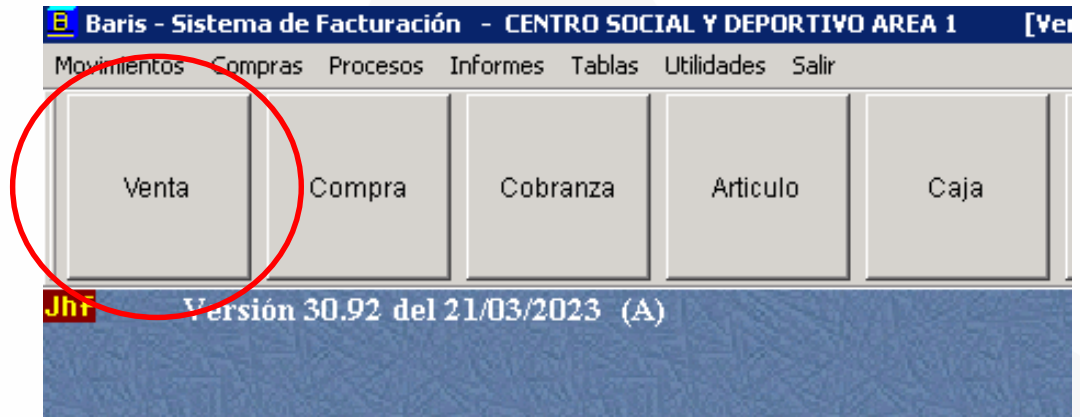 B Baris - Sistema de Facturación - CENTRO SOCIAL Y DEPORTIVO AREA 1 [Ver
Movimientos Compras Procesos Informes Tablas Utilidades Salir
Venta Compra Cobranza Articulo Caja
Jhf Versión 30.92 del 21/03/2023 (A)